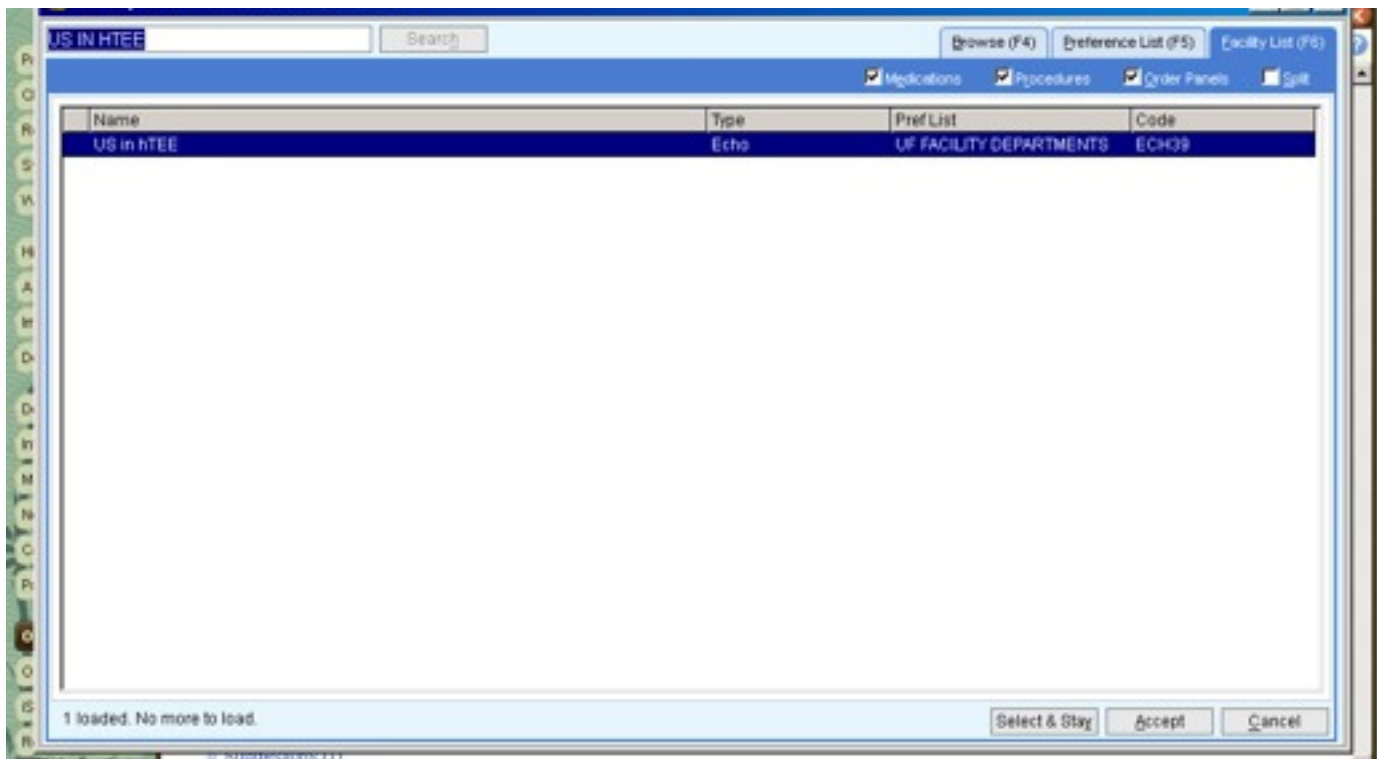 US IN HTEE Search Browse (F4) Preference List (F5) Facility List (F6)
Medications Procedures Order Panels Split
Name Type Pref List Code
US in hTEE Echo UF FACILITY DEPARTMENTS ECH39
1 loaded. No more to load. Select & Stay Accept Cancel